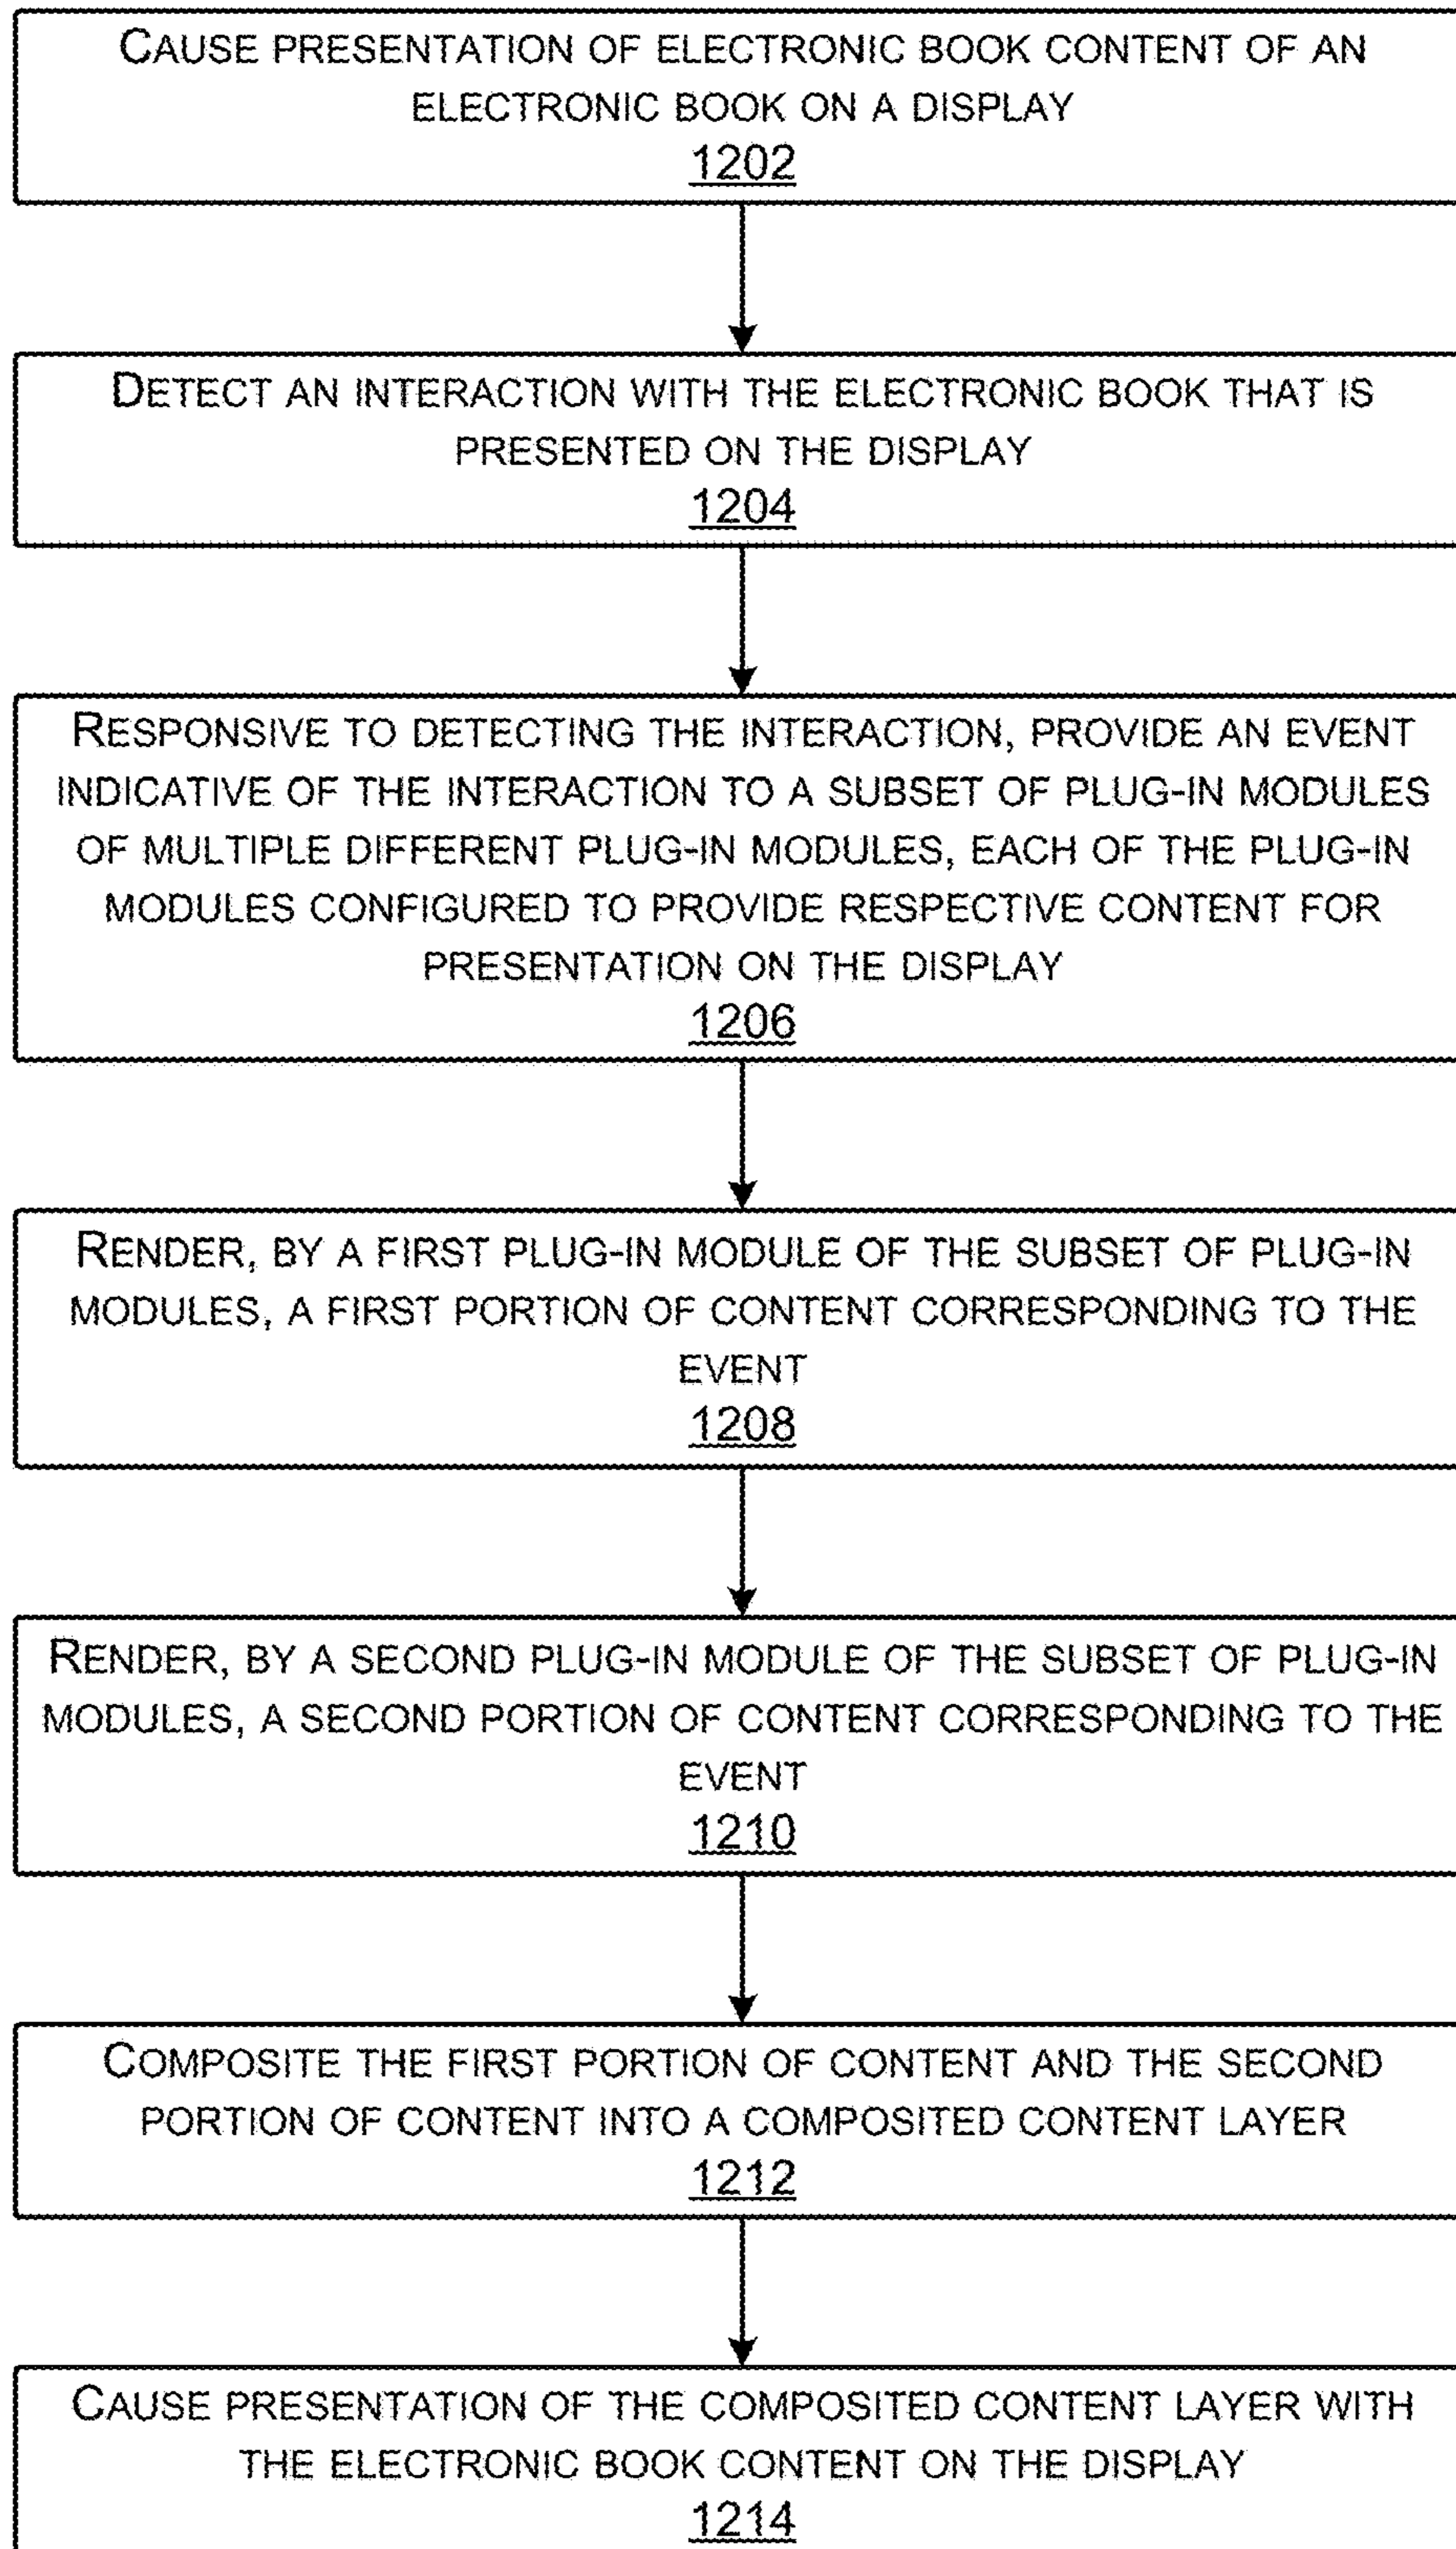 CAUSE PRESENTATION OF ELECTRONIC BOOK CONTENT OF AN
ELECTRONIC BOOK ON A DISPLAY
1202
DETECT AN INTERACTION WITH THE ELECTRONIC BOOK THAT IS
PRESENTED ON THE DISPLAY
1204
RESPONSIVE TO DETECTING THE INTERACTION, PROVIDE AN EVENT
INDICATIVE OF THE INTERACTION TO A SUBSET OF PLUG-IN MODULES
OF MULTIPLE DIFFERENT PLUG-IN MODULES, EACH OF THE PLUG-IN
MODULES CONFIGURED TO PROVIDE RESPECTIVE CONTENT FOR
PRESENTATION ON THE DISPLAY
1206
RENDER, BY A FIRST PLUG-IN MODULE OF THE SUBSET OF PLUG-IN
MODULES, A FIRST PORTION OF CONTENT CORRESPONDING TO THE
EVENT
1208
RENDER, BY A SECOND PLUG-IN MODULE OF THE SUBSET OF PLUG-IN
MODULES, A SECOND PORTION OF CONTENT CORRESPONDING TO THE
EVENT
1210
COMPOSITE THE FIRST PORTION OF CONTENT AND THE SECOND
PORTION OF CONTENT INTO A COMPOSITED CONTENT LAYER
1212
CAUSE PRESENTATION OF THE COMPOSITED CONTENT LAYER WITH
THE ELECTRONIC BOOK CONTENT ON THE DISPLAY
1214